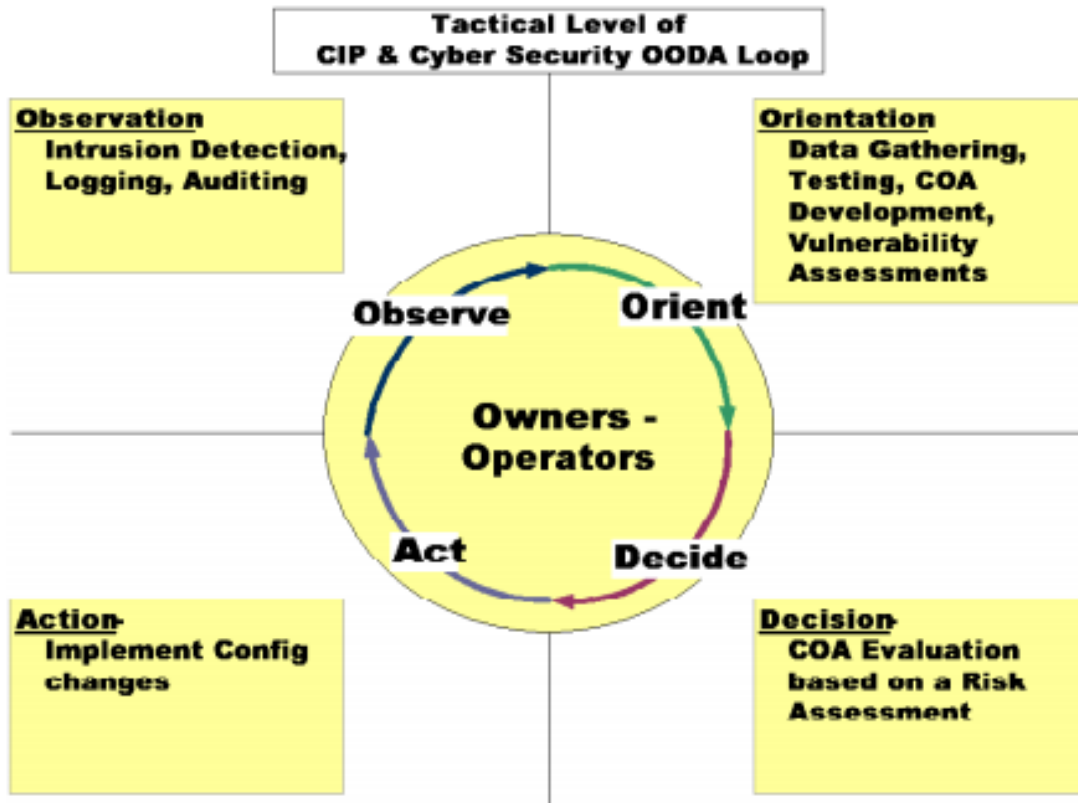 Tactical Level of
CIP & Cyber Security OODA Loop
Observation
Intrusion Detection,
Logging, Auditing
Orientation
Data Gathering,
Testing, COA
Development,
Vulnerability
Assessments
Observe
Orient
Owners -
Operators
Act
Decide
Action-
Implement Config
changes
Decision-
COA Evaluation
based on a Risk
Assessment